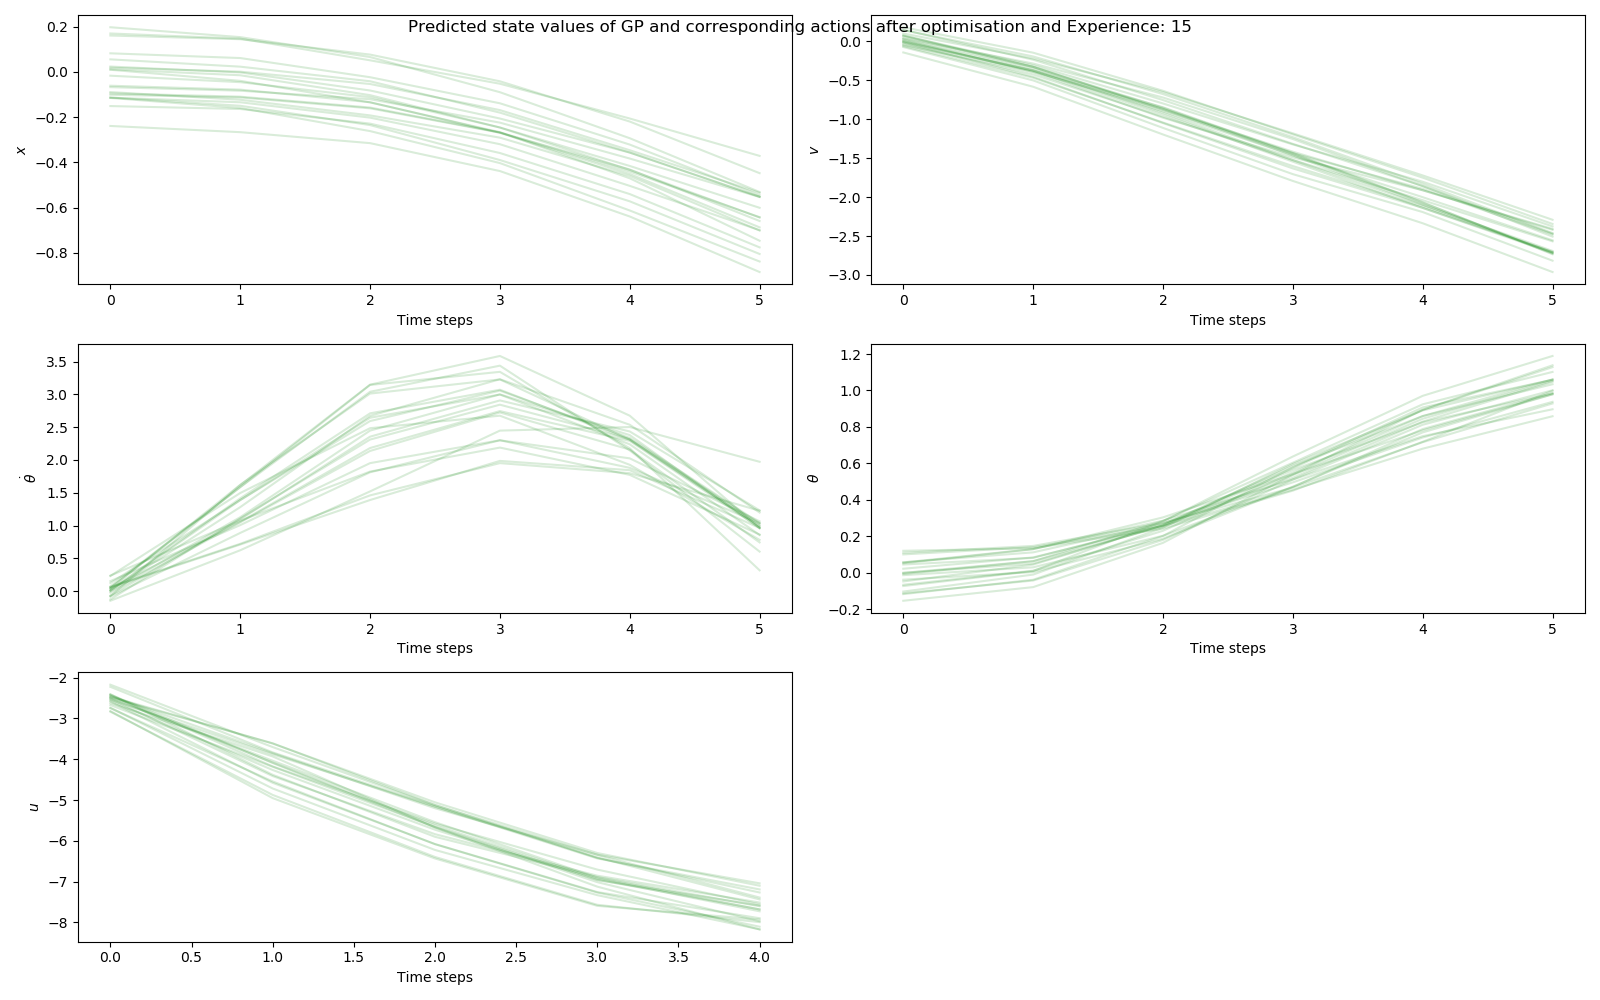 Predicted state values of GP and corresponding actions after optimisation and Experience: 15
0.2
0.0
−0.2
−0.4
−0.6
−0.8
x
0 1 2 3 4 5
Time steps
0.0
−0.5
−1.0
−1.5
−2.0
−2.5
−3.0
v
0 1 2 3 4 5
Time steps
3.5
3.0
2.5
2.0
1.5
1.0
0.5
0.0
θ̇
0 1 2 3 4 5
Time steps
1.2
1.0
0.8
0.6
0.4
0.2
0.0
−0.2
θ
0 1 2 3 4 5
Time steps
−2
−3
−4
−5
−6
−7
−8
u
0.0 0.5 1.0 1.5 2.0 2.5 3.0 3.5 4.0
Time steps